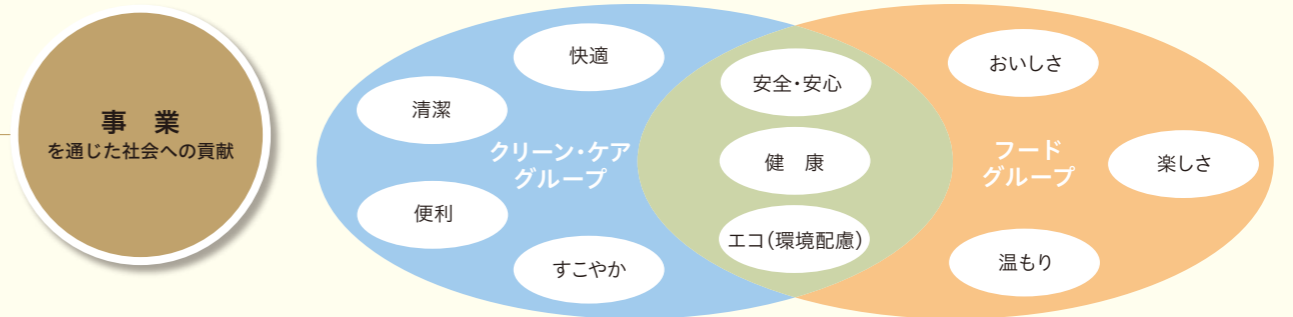 事　業
を通じた社会への貢献
快適
清潔
クリーン・ケア
グループ
便利
すこやか
安全・安心
健　康
エコ（環境配慮）
おいしさ
フード
グループ
楽しさ
温もり